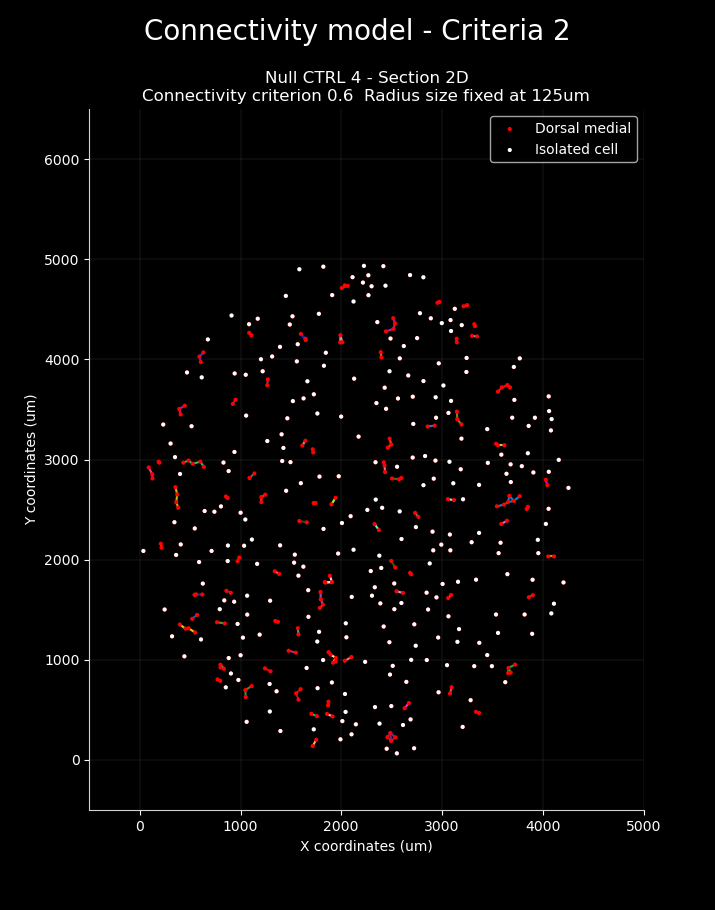 Connectivity model - Criteria 2
Null CTRL 4 - Section 2D
Connectivity criterion 0.6  Radius size fixed at 125um
Dorsal medial
Isolated cell
6000
5000
4000
3000
2000
1000
0
Y coordinates (um)
0 1000 2000 3000 4000 5000
X coordinates (um)